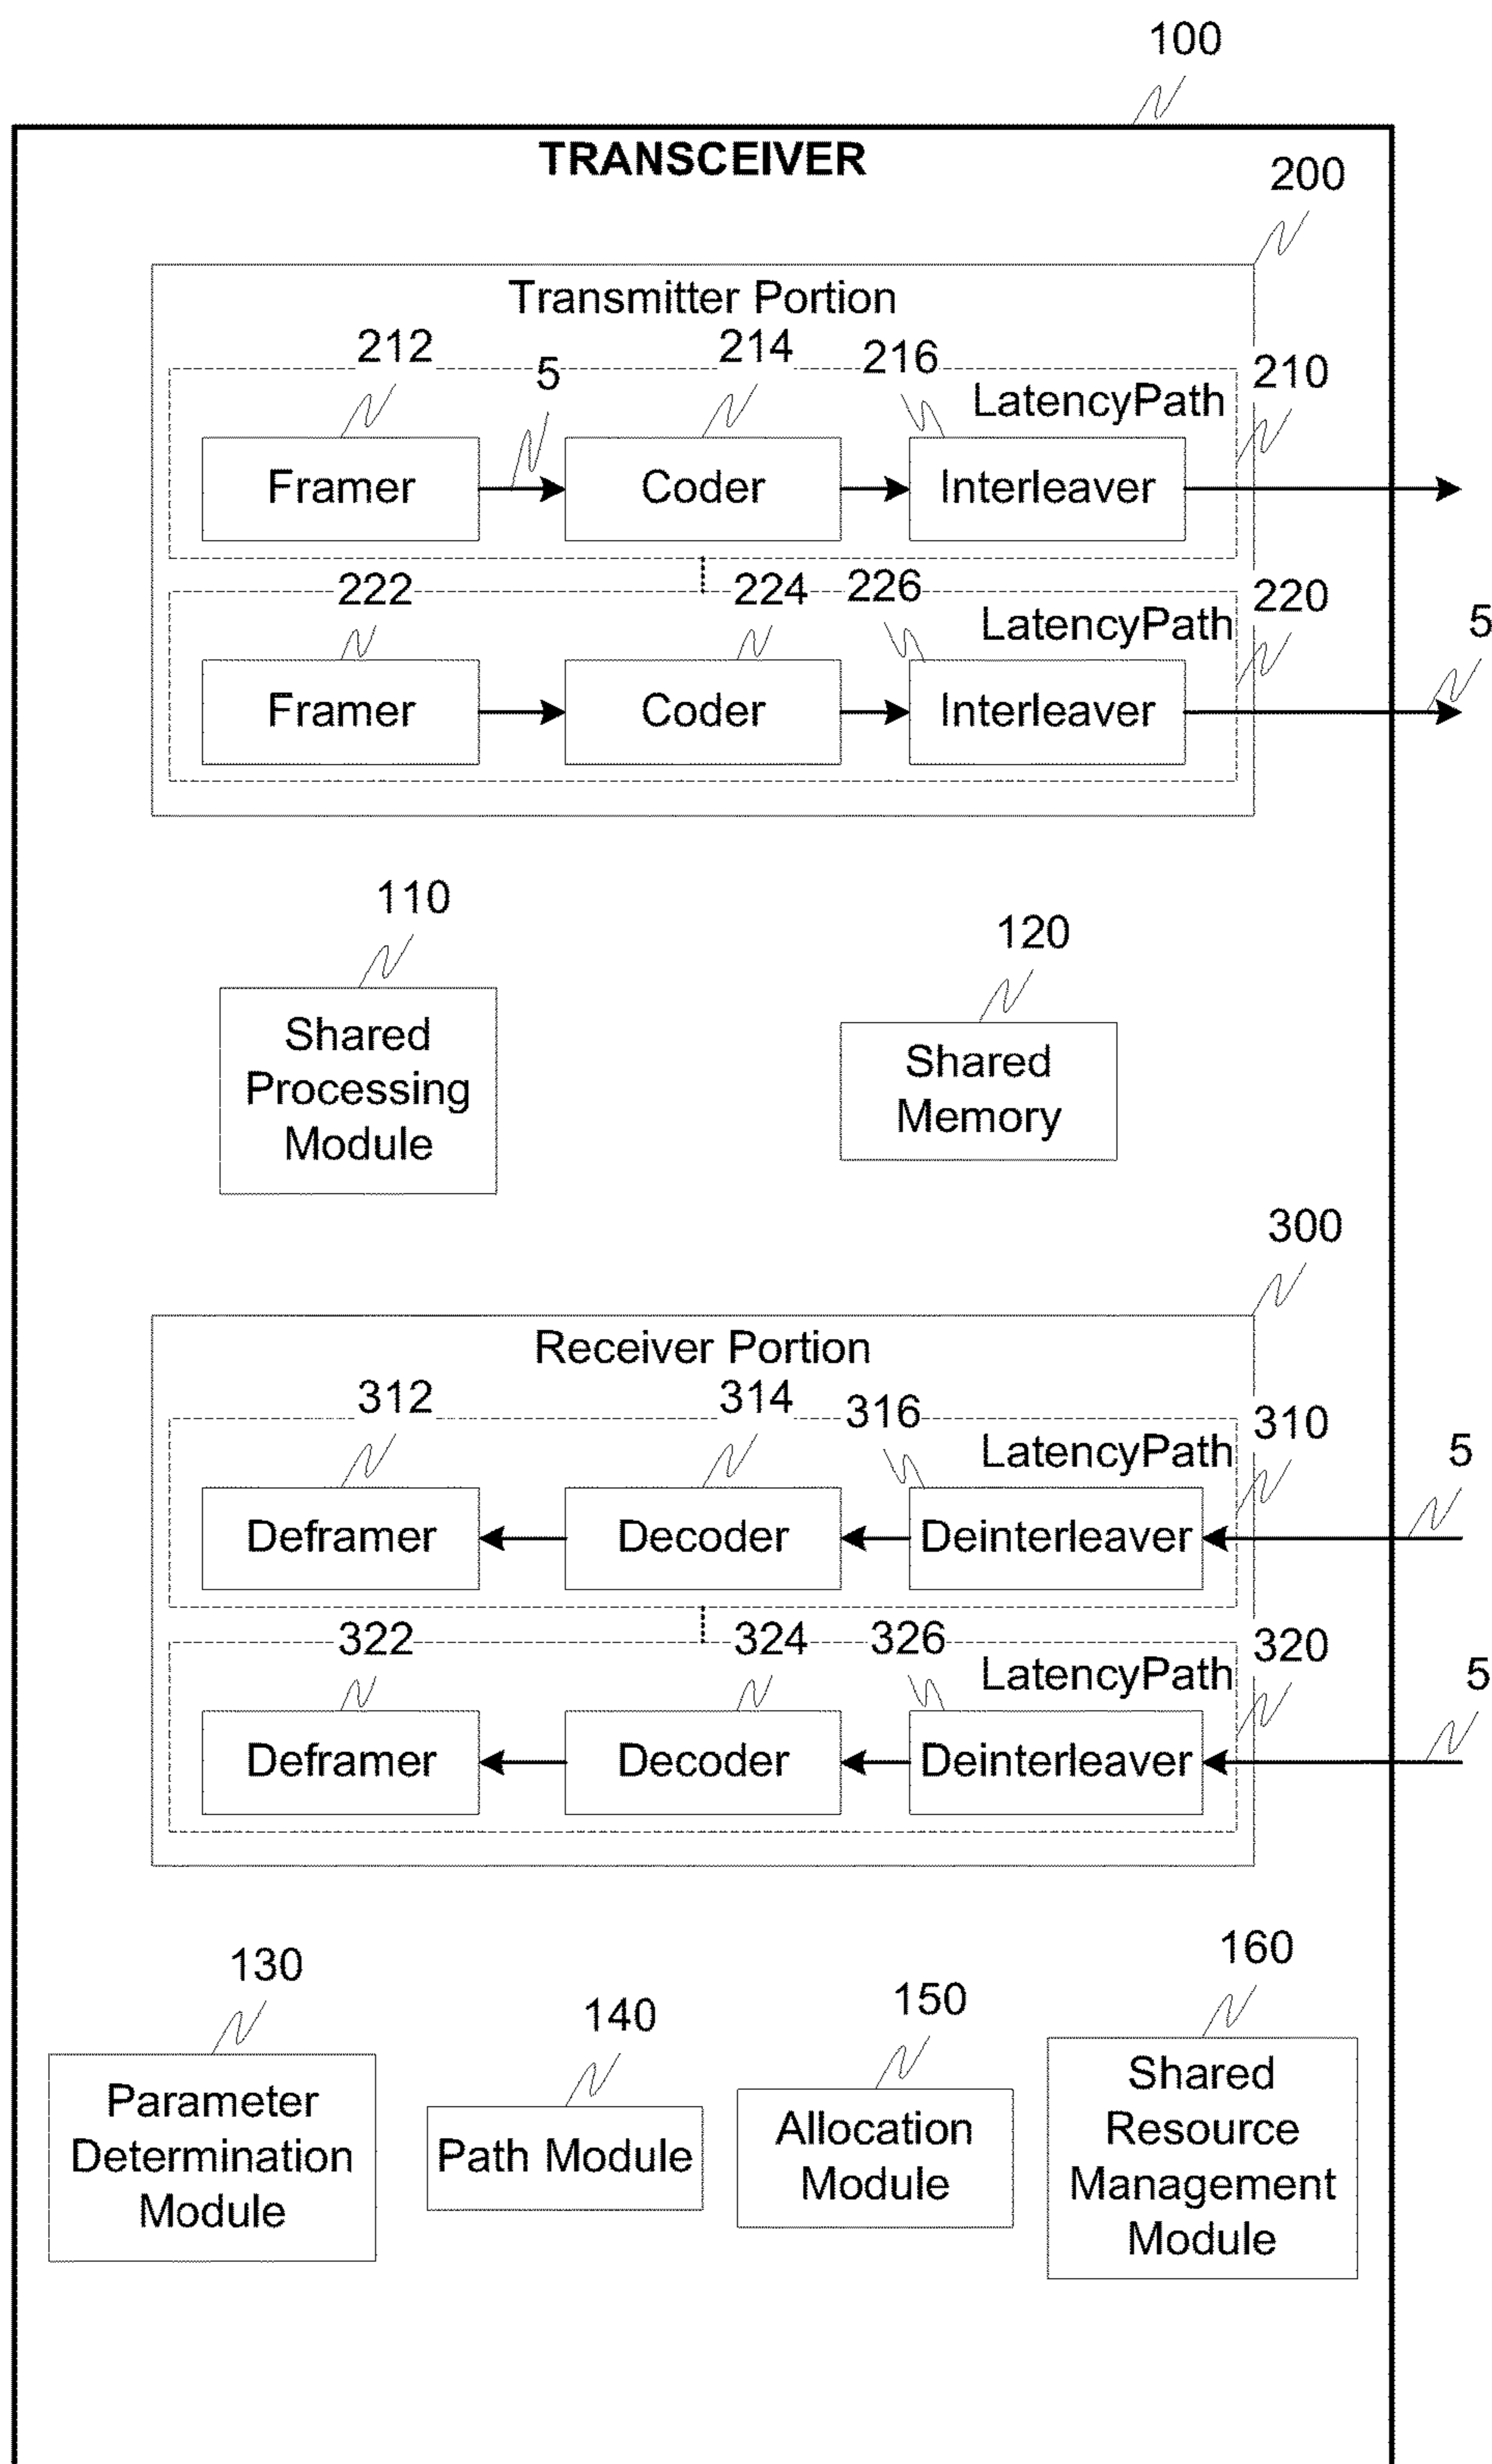 100
TRANSCEIVER
200
Transmitter Portion
212 5 214 216 210
LatencyPath
Framer Coder Interleaver
222 224 226 220 5
LatencyPath
Framer Coder Interleaver
110
120
Shared
Processing
Module
Shared
Memory
300
Receiver Portion
312 314 316 310 5
LatencyPath
Deframer Decoder Deinterleaver
322 324 326 320 5
LatencyPath
Deframer Decoder Deinterleaver
130
140
150
160
Parameter
Determination
Module
Path Module
Allocation
Module
Shared
Resource
Management
Module